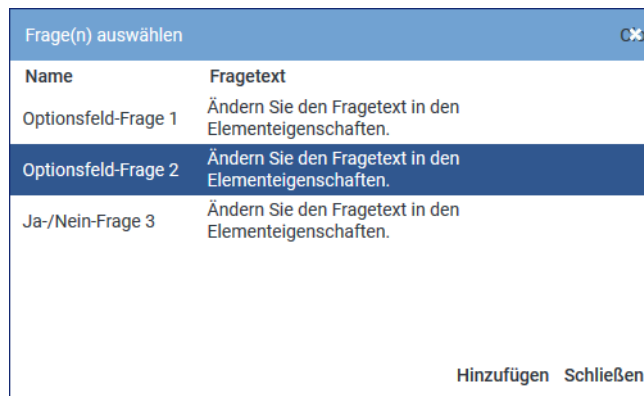 Frage(n) auswählen
Name Fragetext
Optionsfeld-Frage 1 Ändern Sie den Fragetext in den
Elementeigenschaften.
Optionsfeld-Frage 2 Ändern Sie den Fragetext in den
Elementeigenschaften.
Ja-/Nein-Frage 3 Ändern Sie den Fragetext in den
Elementeigenschaften.
Hinzufügen Schließen